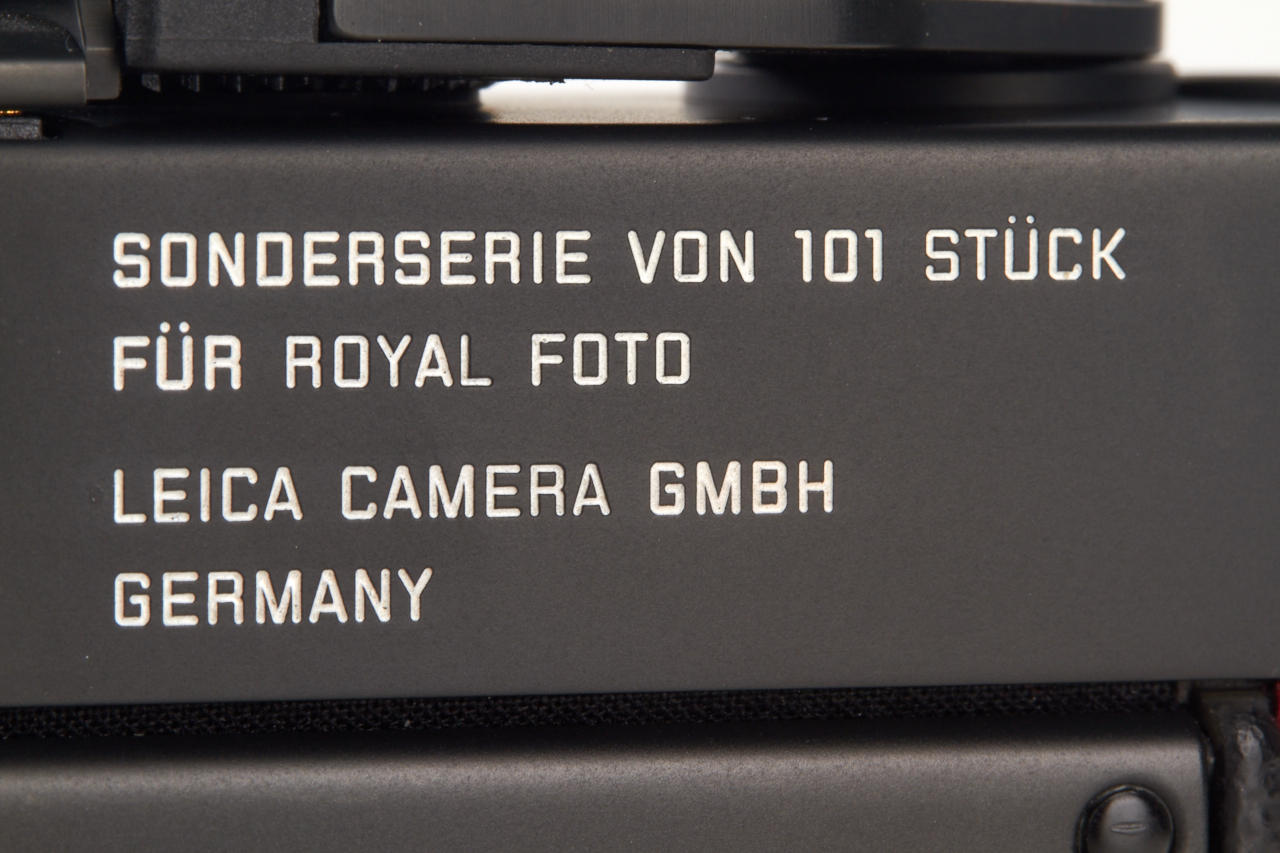 SONDERSERIE VON 101 STÜCK
FÜR ROYAL FOTO
LEICA CAMERA GMBH
GERMANY